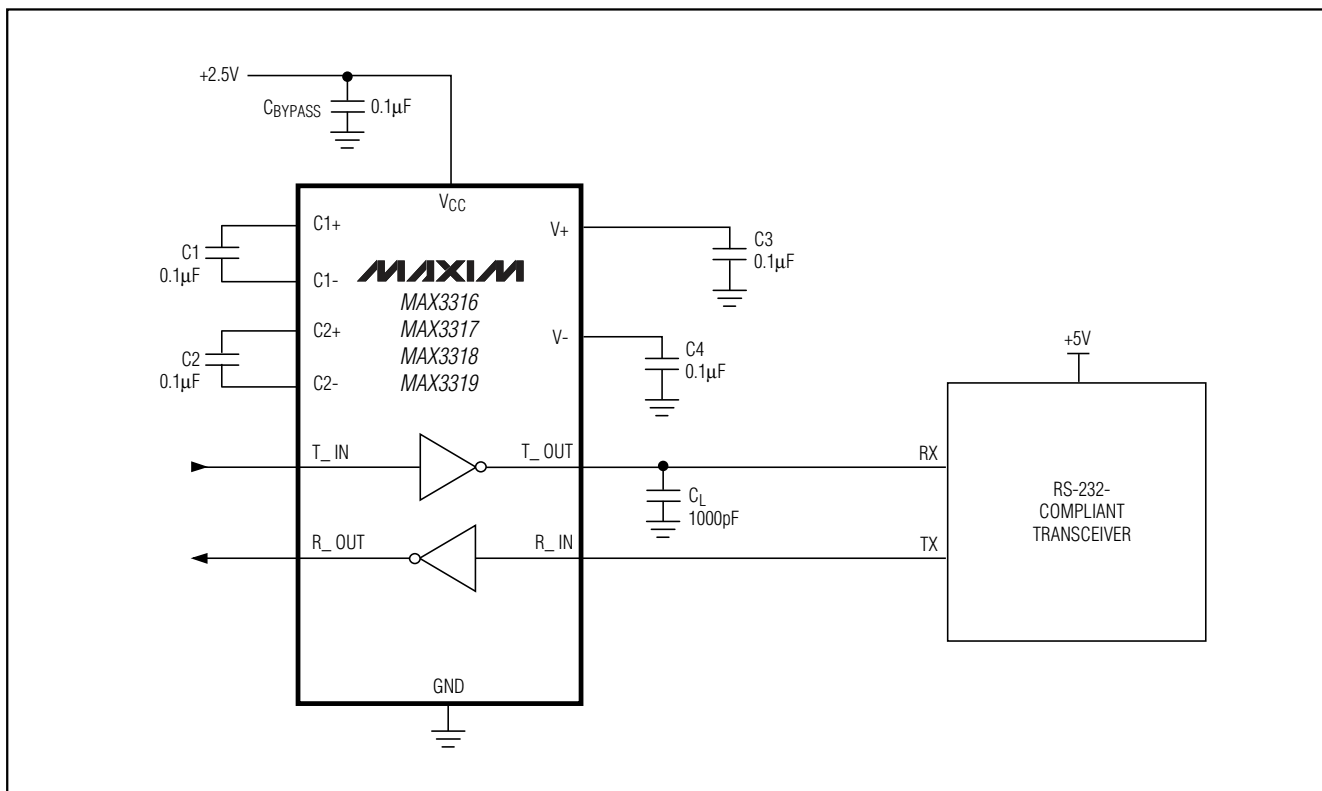 +2.5V
CBYPASS
0.1μF
VCC
C1+
C1
0.1μF
C1-
C2+
C2
0.1μF
C2-
MAXIM
MAX3316
MAX3317
MAX3318
MAX3319
V+
C3
0.1μF
V-
C4
0.1μF
+5V
T_ IN
T_ OUT
CL
1000pF
RX
R_ OUT
R_ IN
TX
RS-232-
COMPLIANT
TRANSCEIVER
GND